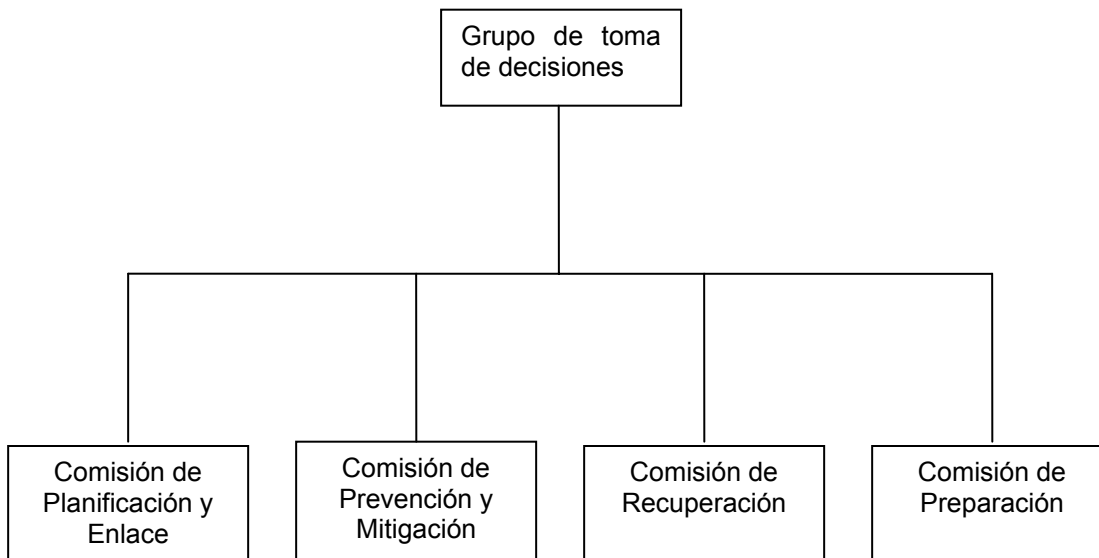 Grupo de toma
de decisiones
Comisión de
Planificación y
Enlace
Comisión de
Prevención y
Mitigación
Comisión de
Recuperación
Comisión de
Preparación